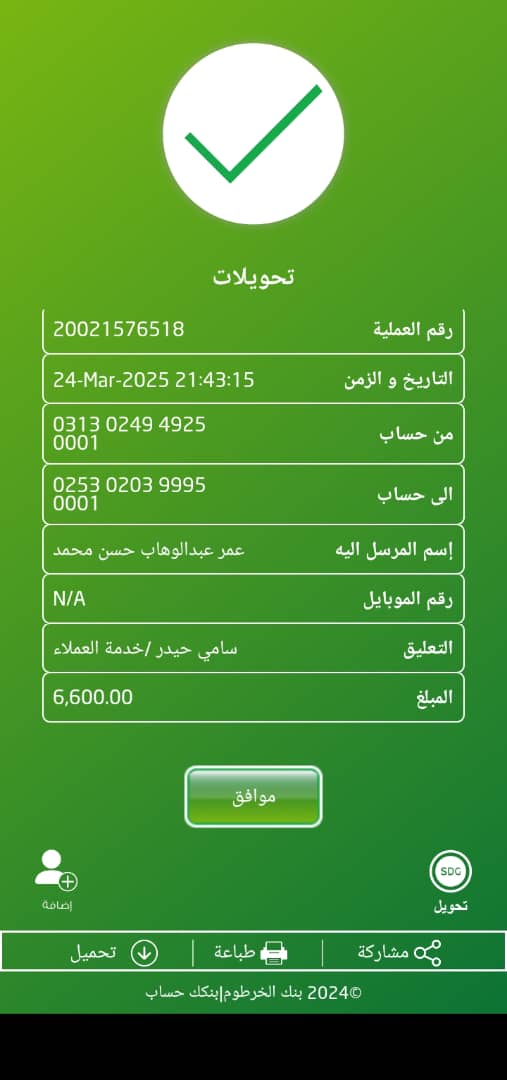 تحويلات
رقم العملية 20021576518
التاريخ و الزمن 24-Mar-2025 21:43:15
من حساب 0313 0249 4925
0001
الى حساب 0253 0203 9995
0001
إسم المرسل اليه عمر عبدالوهاب حسن محمد
رقم الموبايل N/A
التعليق سامي حيدر /خدمة العملاء
المبلغ 6,600.00
موافق
SDG
تحويل إضافة
مشاركة طباعة تحميل
©2024 بنك الخرطوم|بنكك حساب